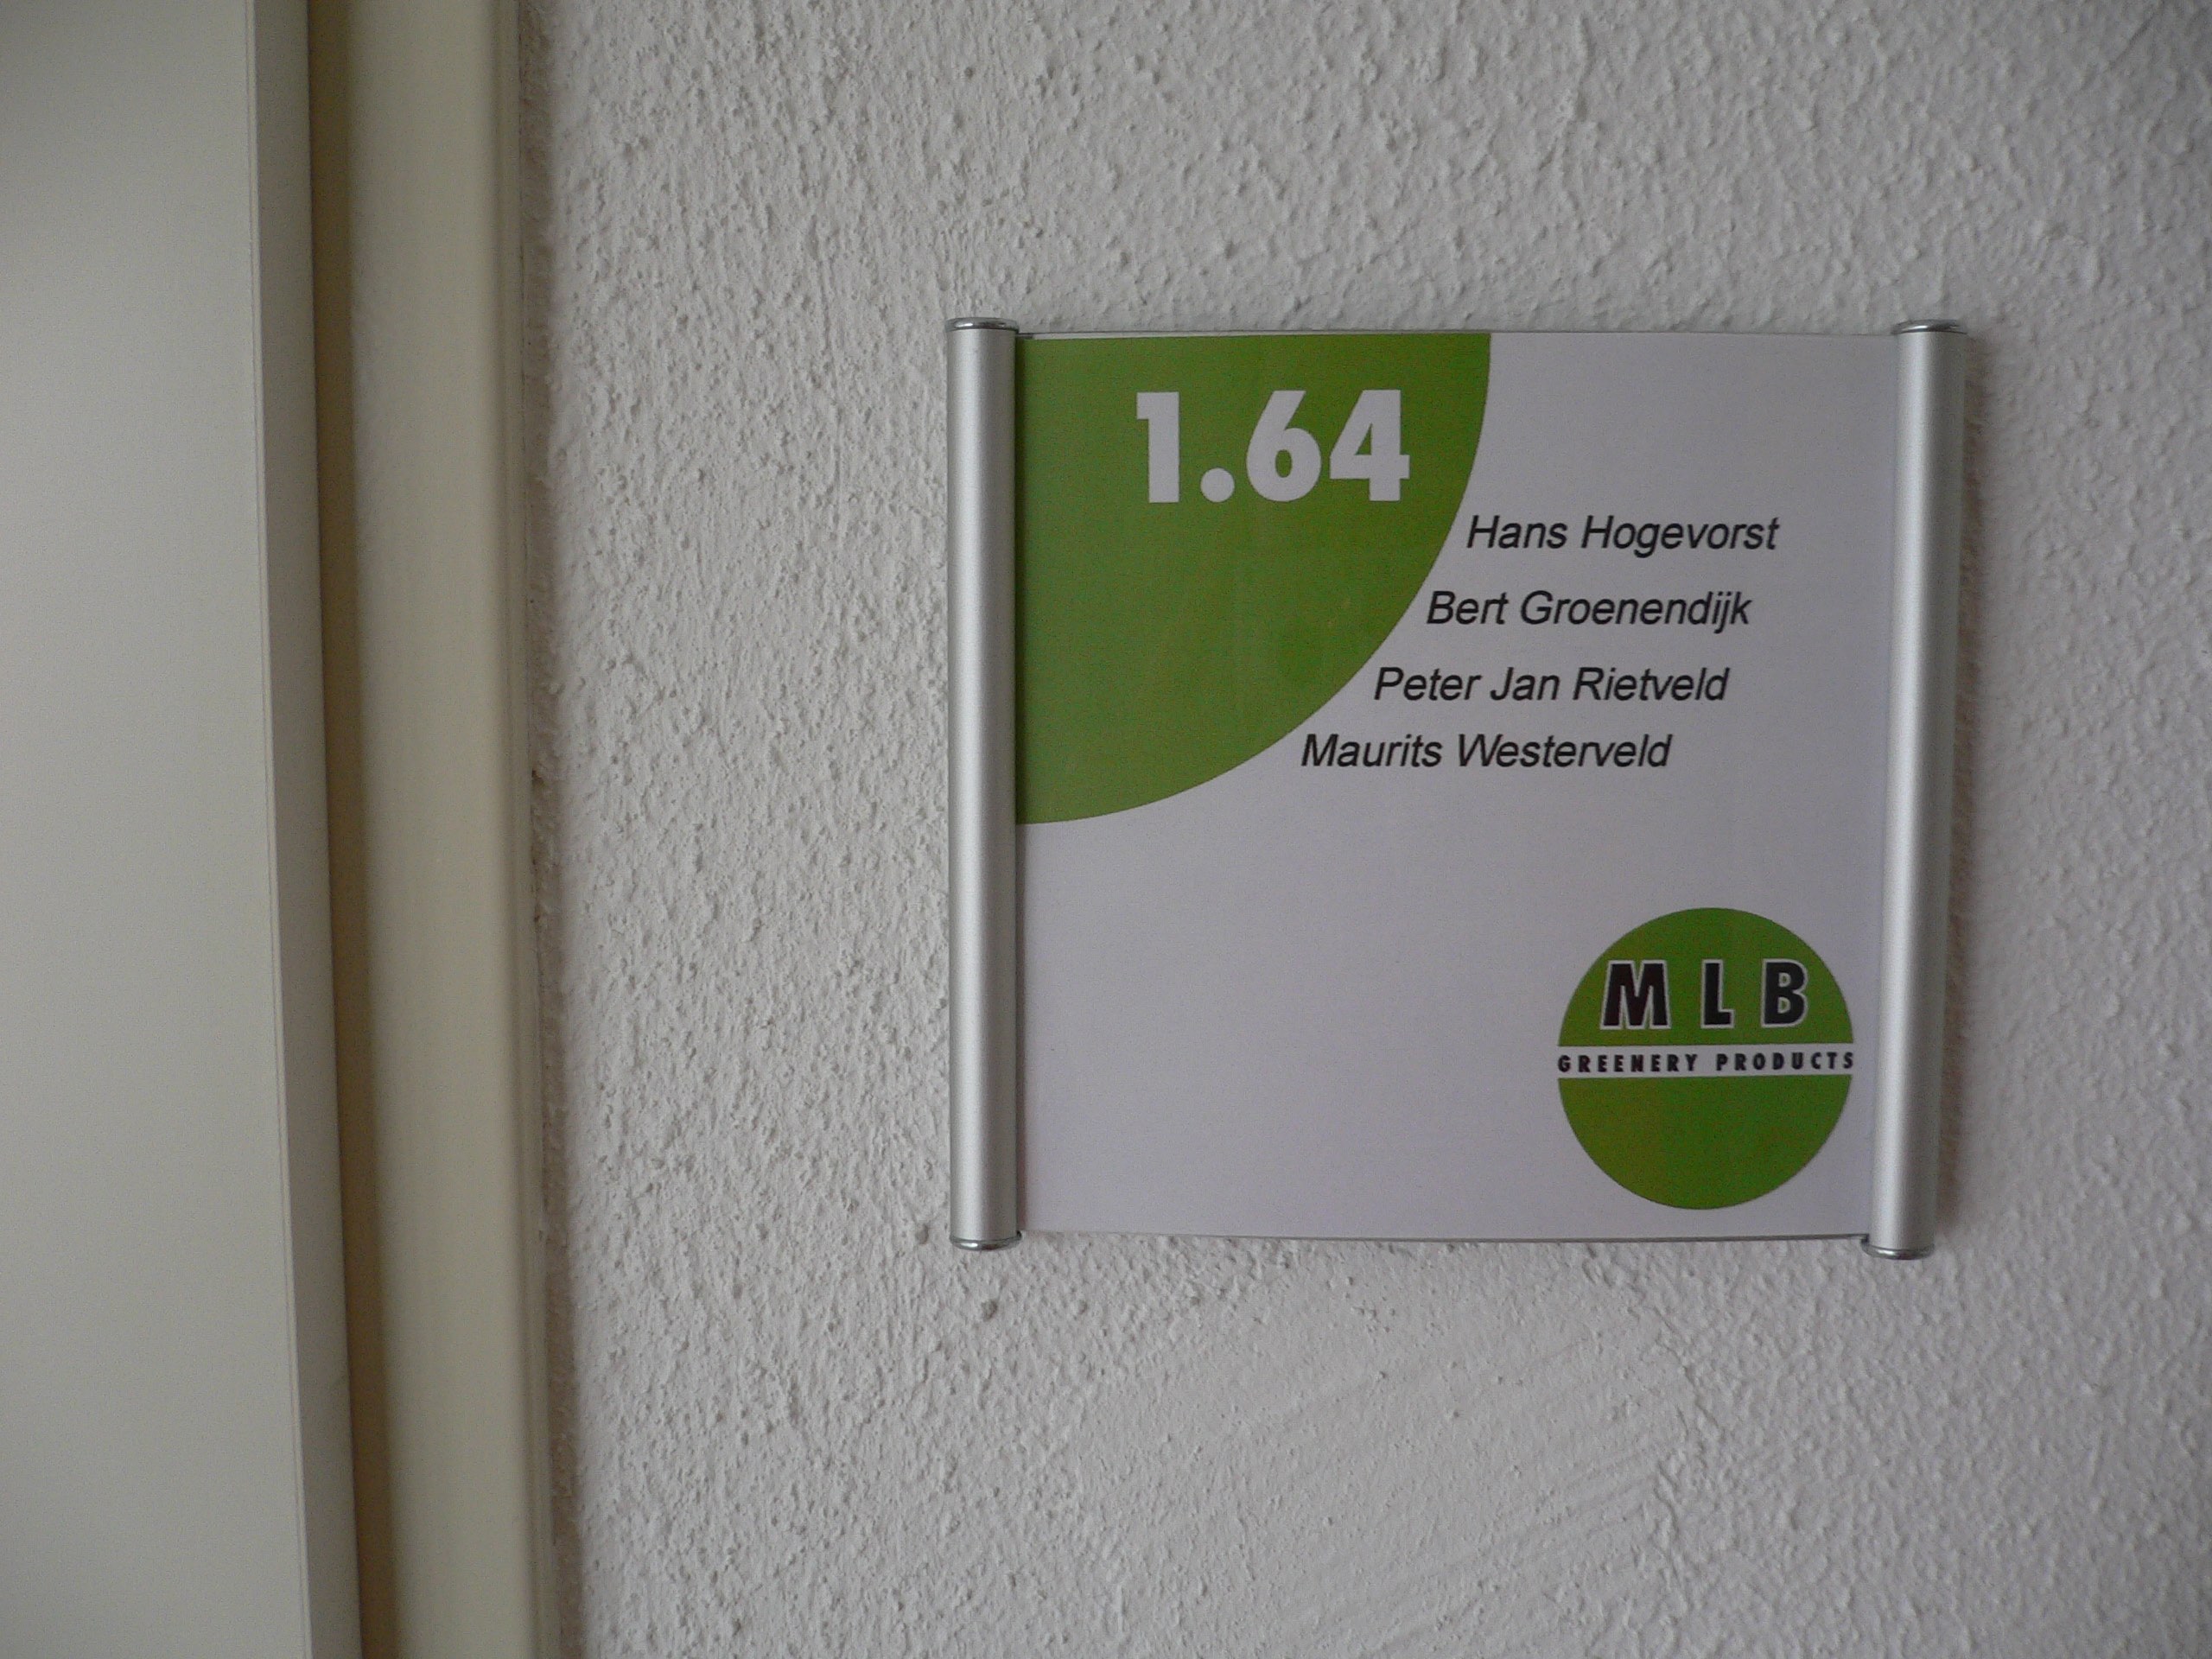 1.64
Hans Hogevorst
Bert Groenendijk
Peter Jan Rietveld
Maurits Westerveld
MLB
GREENERY PRODUCTS